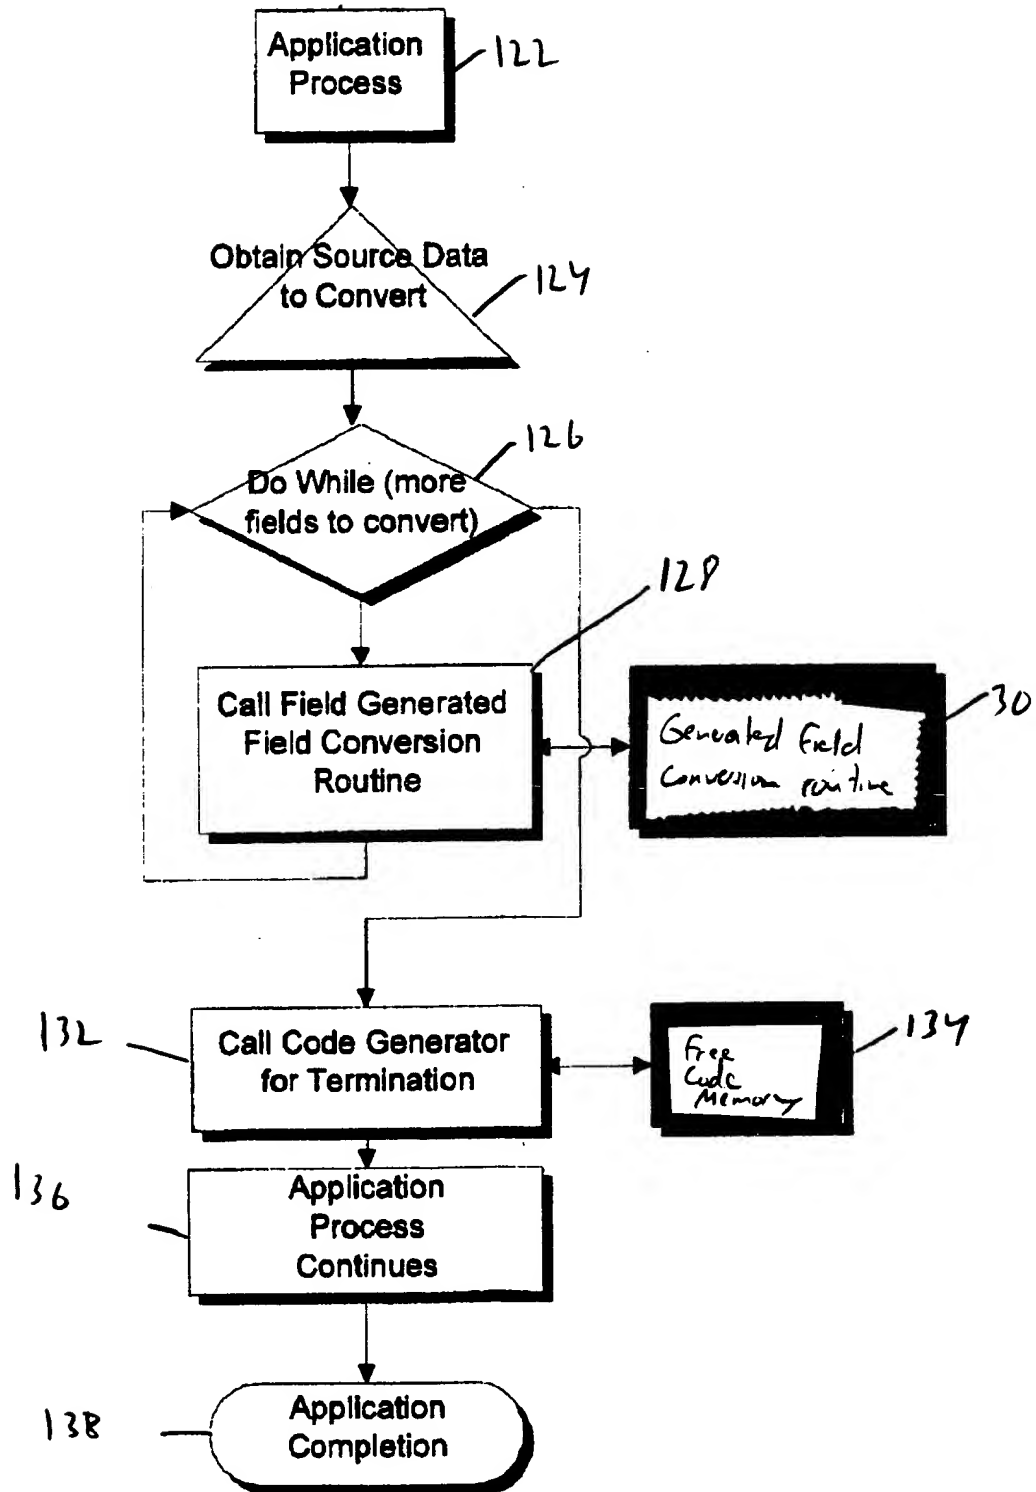 Application
Process
122
Obtain Source Data
to Convert
124
126
Do While (more
fields to convert)
128
Call Field Generated
Field Conversion
Routine
Generated Field
Conversion routine
30
132
Call Code Generator
for Termination
Free
Code
Memory
134
136
Application
Process
Continues
138
Application
Completion